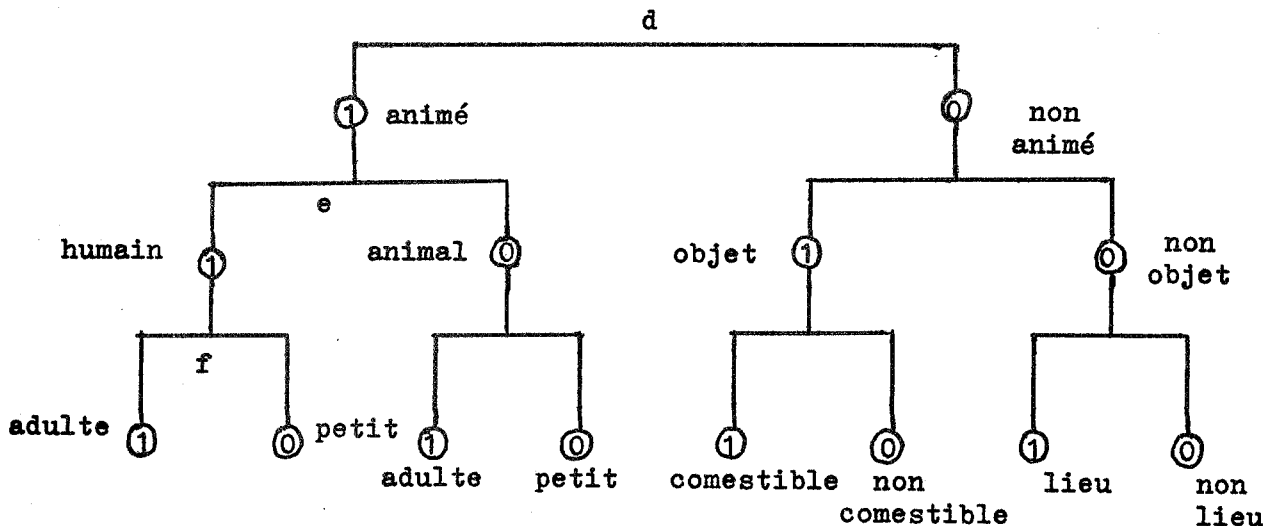 d
1 animé 0 non
animé
e
humain 1 animal 0 objet 1 0 non
objet
f
adulte 1 0 petit 1 0 1 0 1 0
adulte petit comestible non lieu non
comestible lieu